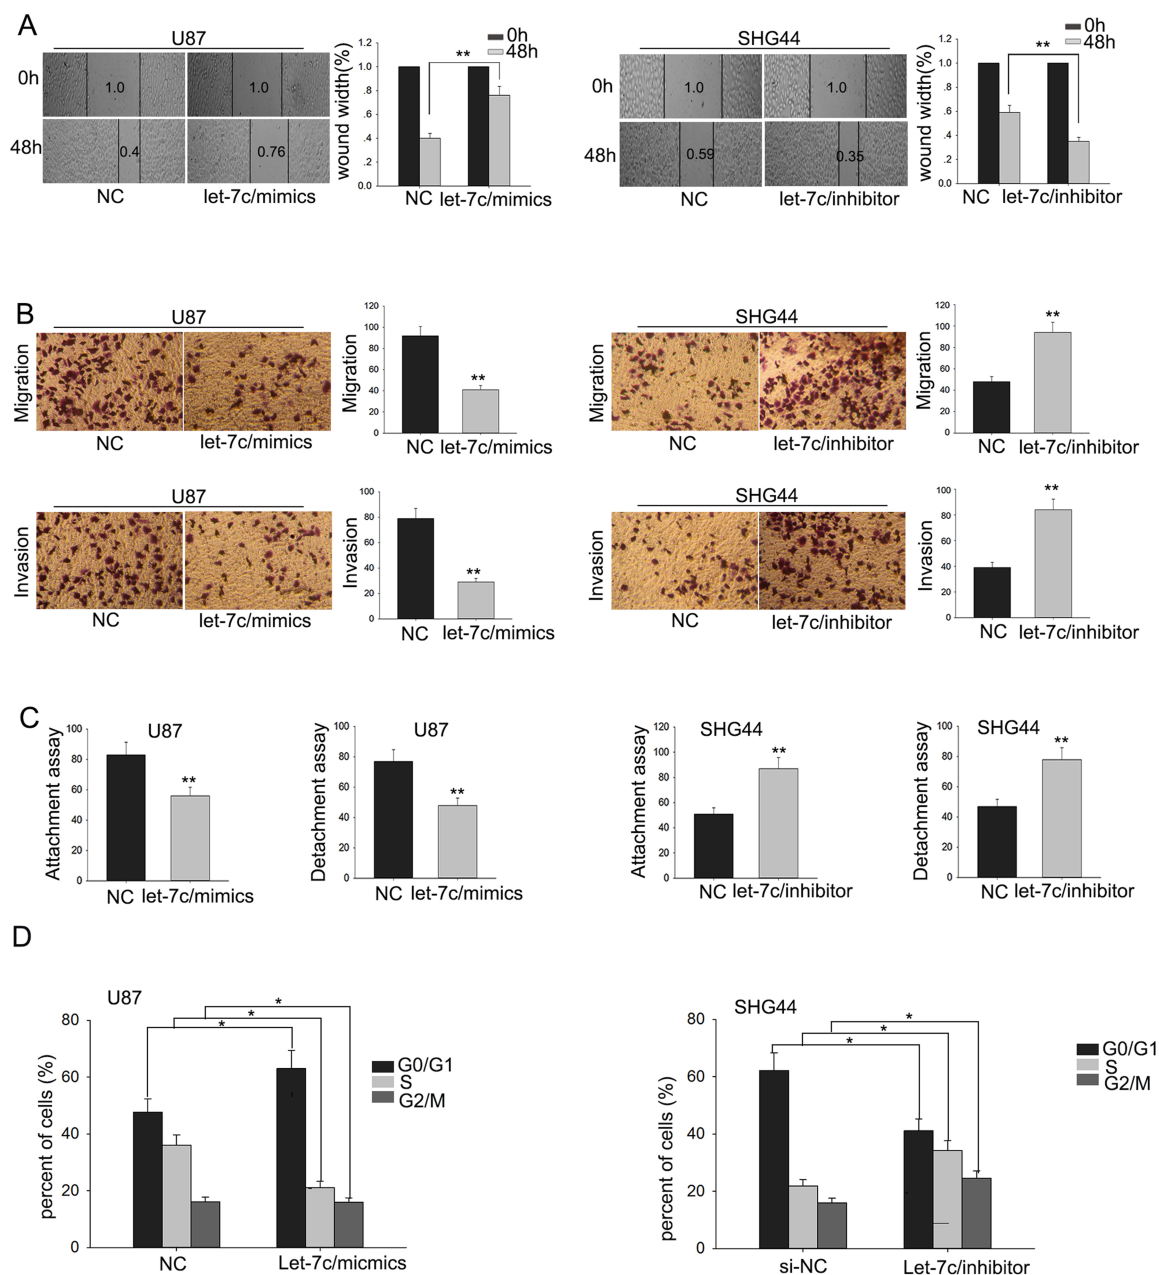 A
U87
0h
48h
1.0
1.0
0.4
0.76
NC
let-7c/mimics
wound width(%)
1.2
1.0
.8
.6
.4
.2
0.0
**
0h
48h
NC let-7c/mimics
SHG44
0h
48h
1.0
1.0
0.59
0.35
NC
let-7c/inhibitor
wound width(%)
1.2
1.0
.8
.6
.4
.2
0.0
**
0h
48h
NC let-7c/inhibitor
B
U87
Migration
NC
let-7c/mimics
Migration
120
100
80
60
40
20
0
**
NC let-7c/mimics
SHG44
Migration
NC
let-7c/inhibitor
Migration
120
100
80
60
40
20
0
**
NC let-7c/inhibitor
U87
Invasion
NC
let-7c/mimics
Invasion
100
80
60
40
20
0
**
NC let-7c/mimics
SHG44
Invasion
NC
let-7c/inhibitor
Invasion
100
80
60
40
20
0
**
NC let-7c/inhibitor
C
U87
Attachment assay
100
80
60
40
20
0
**
NC let-7c/mimics
U87
Detachment assay
100
80
60
40
20
0
**
NC let-7c/mimics
SHG44
Attachment assay
120
100
80
60
40
20
0
**
NC let-7c/inhibitor
SHG44
Detachment assay
100
80
60
40
20
0
**
NC let-7c/inhibitor
D
U87
percent of cells (%)
80
60
40
20
0
*
*
*
G0/G1
S
G2/M
NC
Let-7c/micmics
SHG44
percent of cells (%)
80
60
40
20
0
*
*
*
G0/G1
S
G2/M
si-NC
Let-7c/inhibitor